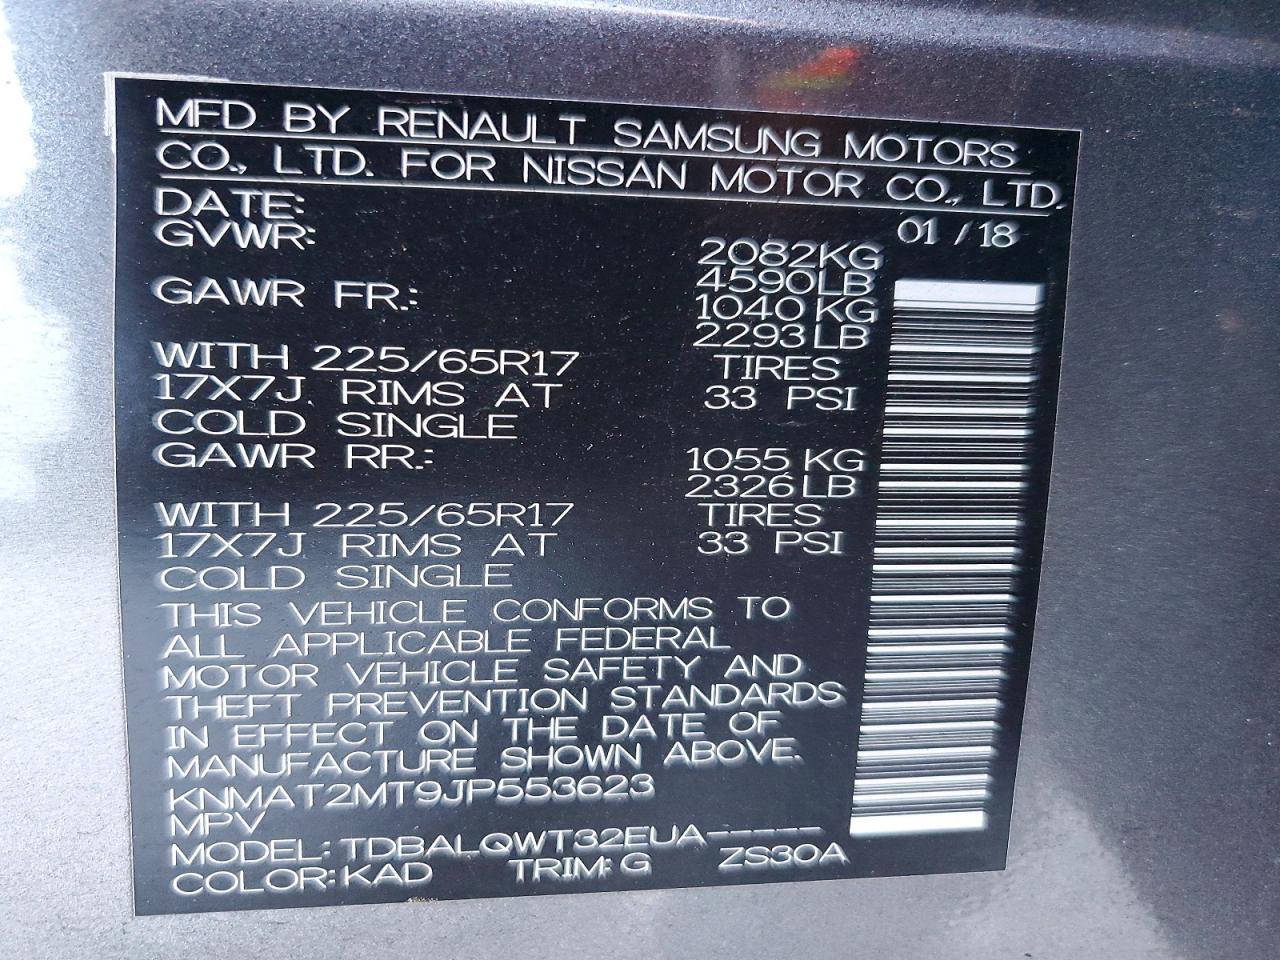 MFD BY RENAULT SAMSUNG MOTORS
CO., LTD. FOR NISSAN MOTOR CO., LTD.
DATE: 01 / 18
GVWR: 2082KG
4590LB
GAWR FR.: 1040 KG
2293 LB
WITH 225/65R17 TIRES
17X7J RIMS AT 33 PSI
COLD SINGLE
GAWR RR.: 1055 KG
2326 LB
WITH 225/65R17 TIRES
17X7J RIMS AT 33 PSI
COLD SINGLE
THIS VEHICLE CONFORMS TO
ALL APPLICABLE FEDERAL
MOTOR VEHICLE SAFETY AND
THEFT PREVENTION STANDARDS
IN EFFECT ON THE DATE OF
MANUFACTURE SHOWN ABOVE.
KNMAT2MT9JP553623
MPV
MODEL: TDBALQWT32EUA-----
COLOR: KAD TRIM: G ZS30A